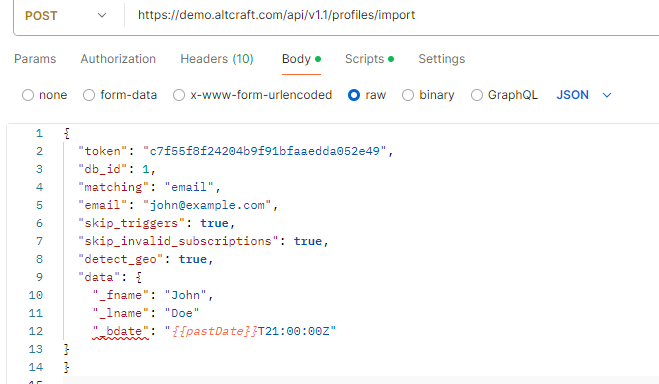 POST https://demo.altcraft.com/api/v1.1/profiles/import
Params Authorization Headers (10) Body Scripts Settings
none form-data x-www-form-urlencoded raw binary GraphQL JSON
1 {
2 "token": "c7f55f8f24204b9f91bfaaedda052e49",
3 "db_id": 1,
4 "matching": "email",
5 "email": "john@example.com",
6 "skip_triggers": true,
7 "skip_invalid_subscriptions": true,
8 "detect_geo": true,
9 "data": {
10 "_fname": "John",
11 "_lname": "Doe"
12 "_bdate": "{{pastDate}}T21:00:00Z"
13 }
14 }
15